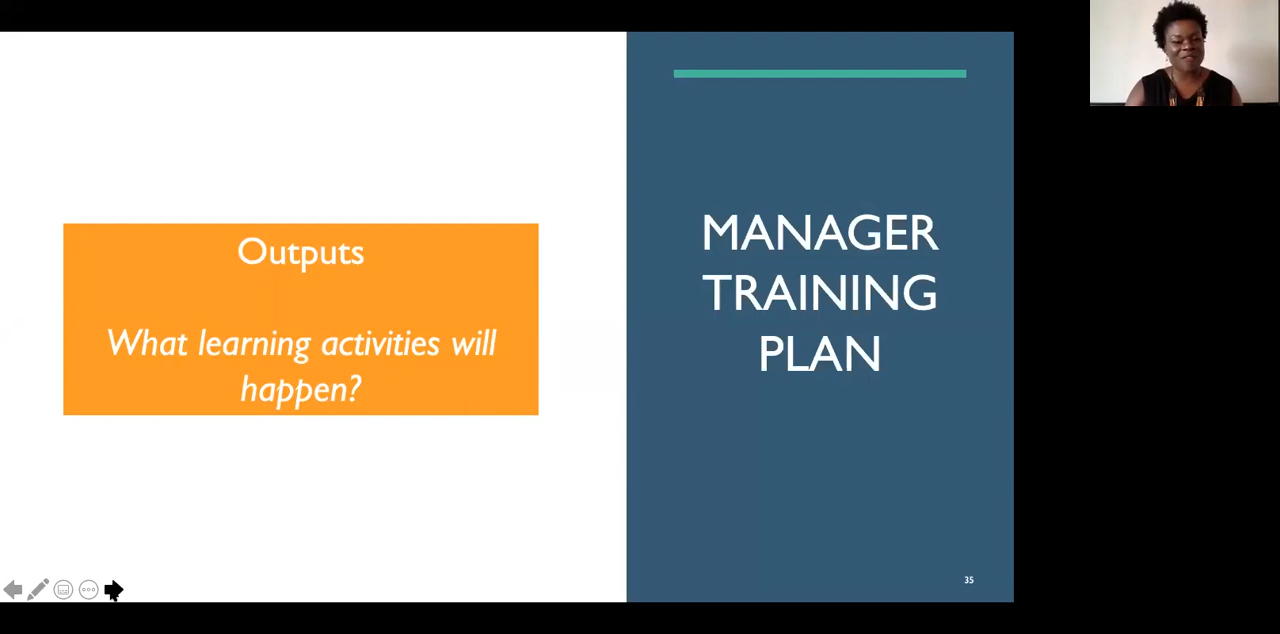 Outputs
What learning activities will
happen?
MANAGER
TRAINING
PLAN
35